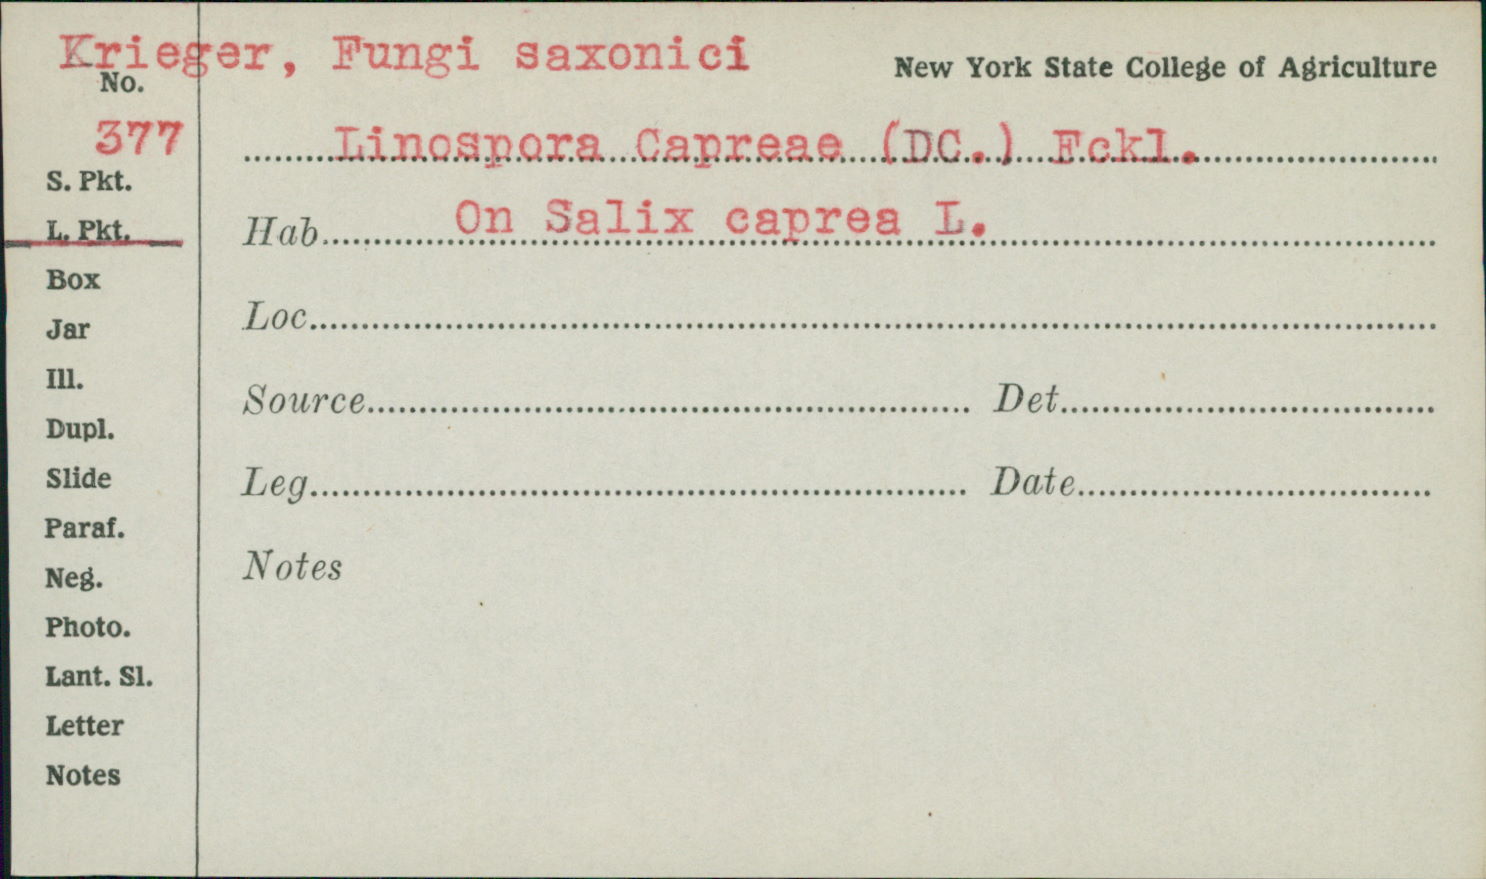 Krieger, Fungi saxonici
New York State College of Agriculture
No.
377
Linospora Capreae (DC.) Fckl.
S. Pkt.
L. Pkt.
Hab. On Salix caprea L.
Box
Loc.
Jar
Ill.
Source Det.
Dupl.
Slide
Leg. Date
Paraf.
Notes
Neg.
Photo.
Lant. Sl.
Letter
Notes